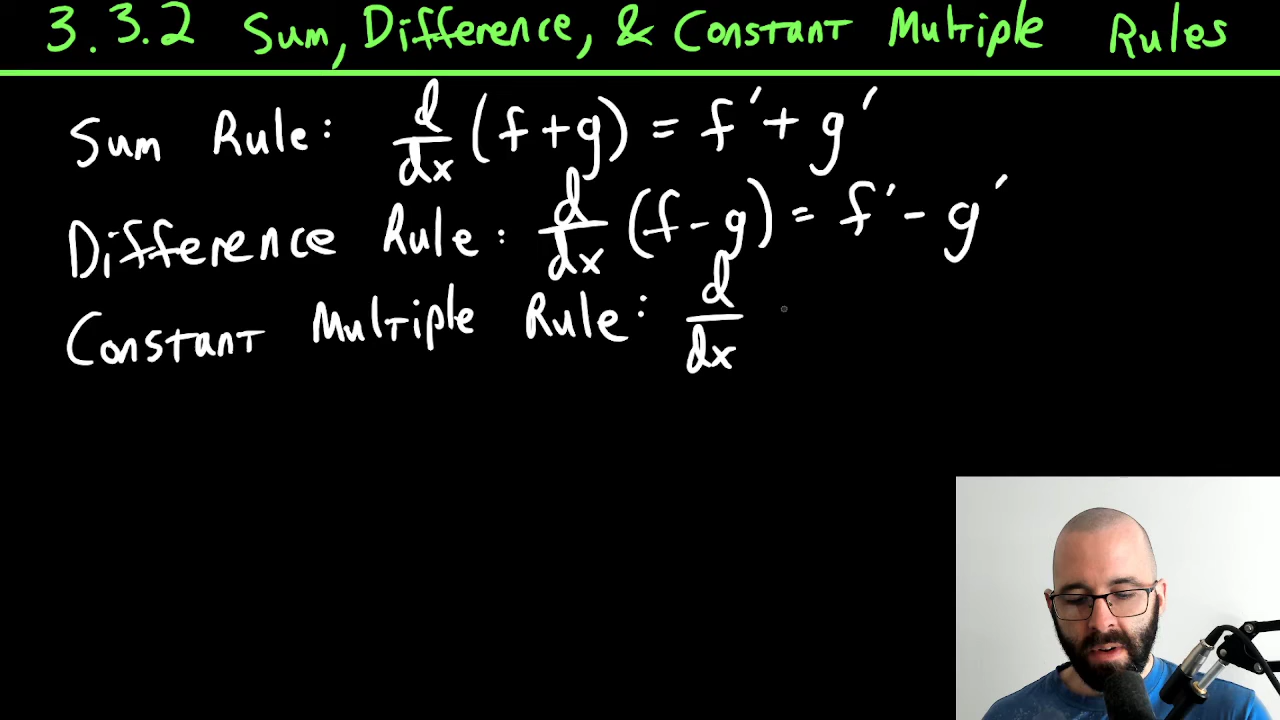 3.3.2 Sum, Difference, & Constant Multiple Rules
Sum Rule: d/dx (f+g) = f′ + g′
Difference Rule: d/dx (f-g) = f′ - g′
Constant Multiple Rule: d/dx